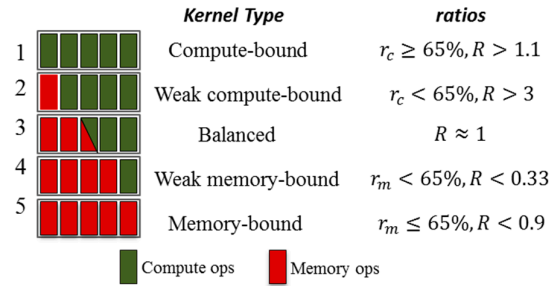 Kernel Type ratios
1 Compute-bound r_c ≥ 65%, R > 1.1
2 Weak compute-bound r_c < 65%, R > 3
3 Balanced R ≈ 1
4 Weak memory-bound r_m < 65%, R < 0.33
5 Memory-bound r_m ≤ 65%, R < 0.9
Compute ops Memory ops